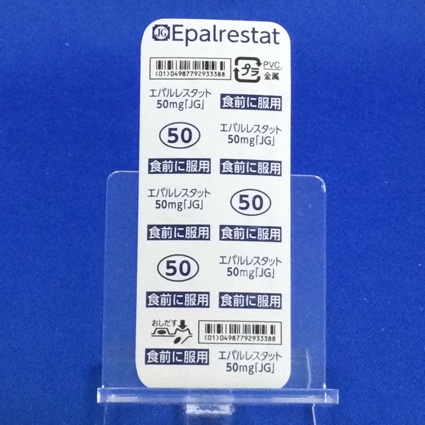 JG Epalrestat
(01)04987792933388
プラ
PVC,
金属
エパルレスタット
50mg「JG」
食前に服用
50
エパルレスタット
50mg「JG」
食前に服用
食前に服用
エパルレスタット
50mg「JG」
50
食前に服用
食前に服用
50
エパルレスタット
50mg「JG」
食前に服用
食前に服用
おしだす
(01)04987792933388
食前に服用
エパルレスタット
50mg「JG」